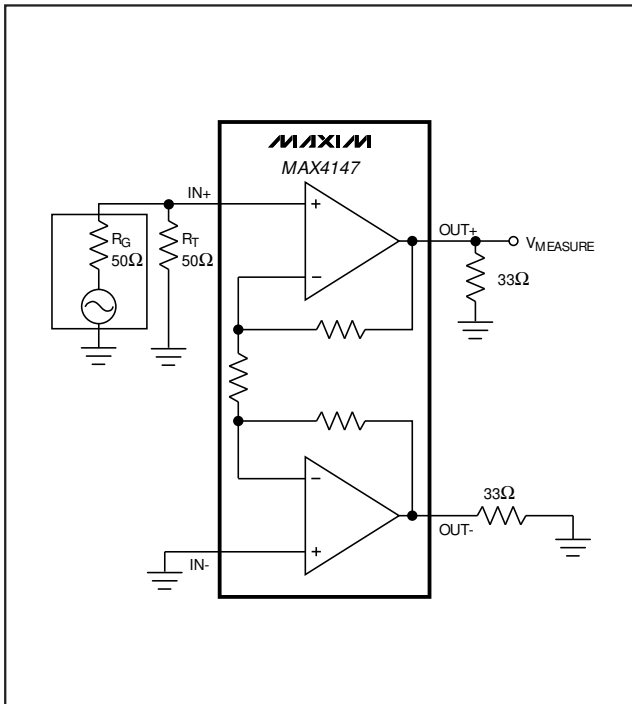 MAXIM
MAX4147
IN+
RG
50Ω
RT
50Ω
+
−
OUT+
VMEASURE
33Ω
−
+
33Ω
OUT-
IN-